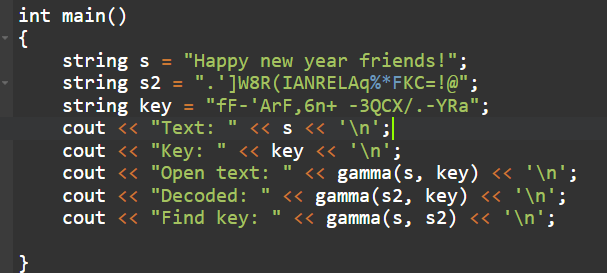 int main()
{
    string s = "Happy new year friends!";
    string s2 = ".']W8R(IANRELAq%*FKC=!@";
    string key = "fF-'ArF,6n+ -3QCX/.-YRa";
    cout << "Text: " << s << '\n';
    cout << "Key: " << key << '\n';
    cout << "Open text: " << gamma(s, key) << '\n';
    cout << "Decoded: " << gamma(s2, key) << '\n';
    cout << "Find key: " << gamma(s, s2) << '\n';
}